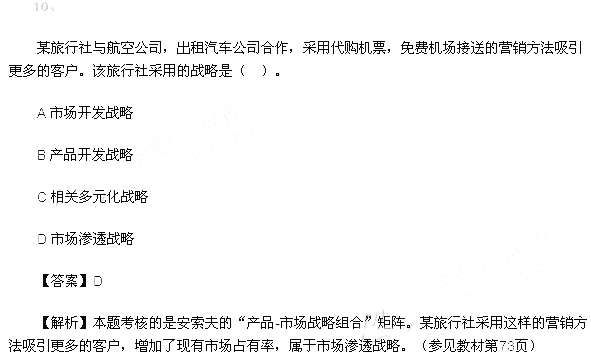 10、
某旅行社与航空公司，出租汽车公司合作，采用代购机票，免费机场接送的营销方法吸引
更多的客户。该旅行社采用的战略是（　）。
A 市场开发战略
B 产品开发战略
C 相关多元化战略
D 市场渗透战略
【答案】D
【解析】本题考核的是安索夫的“产品-市场战略组合”矩阵。某旅行社采用这样的营销方
法吸引更多的客户，增加了现有市场占有率，属于市场渗透战略。（参见教材第73页）